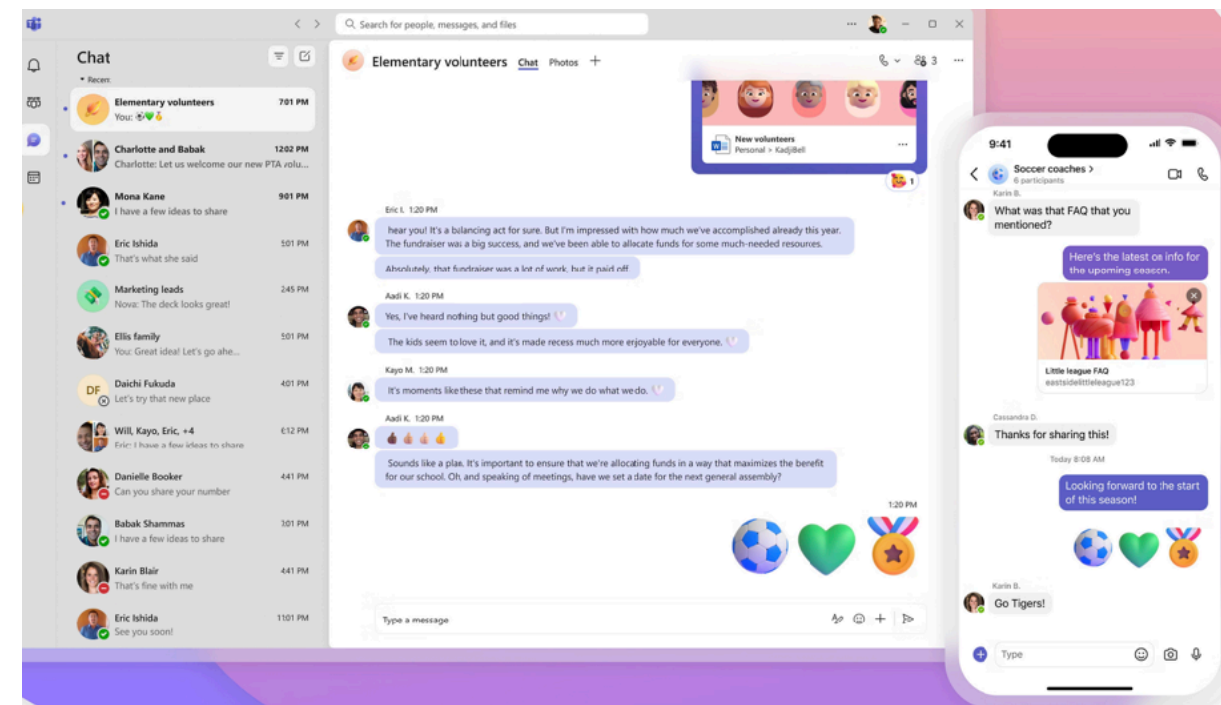 Search for people, messages, and files
Chat
Recent
Elementary volunteers
7:01 PM
You:
Charlotte and Babak
12:02 PM
Charlotte: Let us welcome our new PTA volu...
Mona Kane
9:01 PM
I have a few ideas to share
Eric Ishida
5:01 PM
That's what she said
Marketing leads
2:45 PM
Nova: The deck looks great!
Ellis family
5:01 PM
You: Great idea! Let's go ahe...
DF
Daichi Fukuda
4:01 PM
Let's try that new place
Will, Kayo, Eric, +4
6:12 PM
Eric: I have a few ideas to share
Danielle Booker
4:41 PM
Can you share your number
Babak Shammas
3:01 PM
I have a few ideas to share
Karin Blair
4:41 PM
That's fine with me
Eric Ishida
11:01 PM
See you soon!
Elementary volunteers Chat Photos
3
New volunteers
Personal > KadjiBell
1
Eric I. 1:20 PM
hear you! It's a balancing act for sure. But I'm impressed with how much we've accomplished already this year.
The fundraiser was a big success, and we've been able to allocate funds for some much-needed resources.
Absolutely, that fundraiser was a lot of work, but it paid off
Aadi K. 1:20 PM
Yes, I've heard nothing but good things!
The kids seem to love it, and it's made recess much more enjoyable for everyone.
Kayo M. 1:20 PM
It's moments like these that remind me why we do what we do.
Aadi K. 1:20 PM
Sounds like a plan. It's important to ensure that we're allocating funds in a way that maximizes the benefit
for our school. Oh, and speaking of meetings, have we set a date for the next general assembly?
1:20 PM
Type a message
9:41
Soccer coaches >
6 participants
Karin B.
What was that FAQ that you
mentioned?
Here's the latest on info for
the upcoming season.
Little league FAQ
eastsidelittleleague123
Cassandra D.
Thanks for sharing this!
Today 8:08 AM
Looking forward to the start
of this season!
Karin B.
Go Tigers!
Type